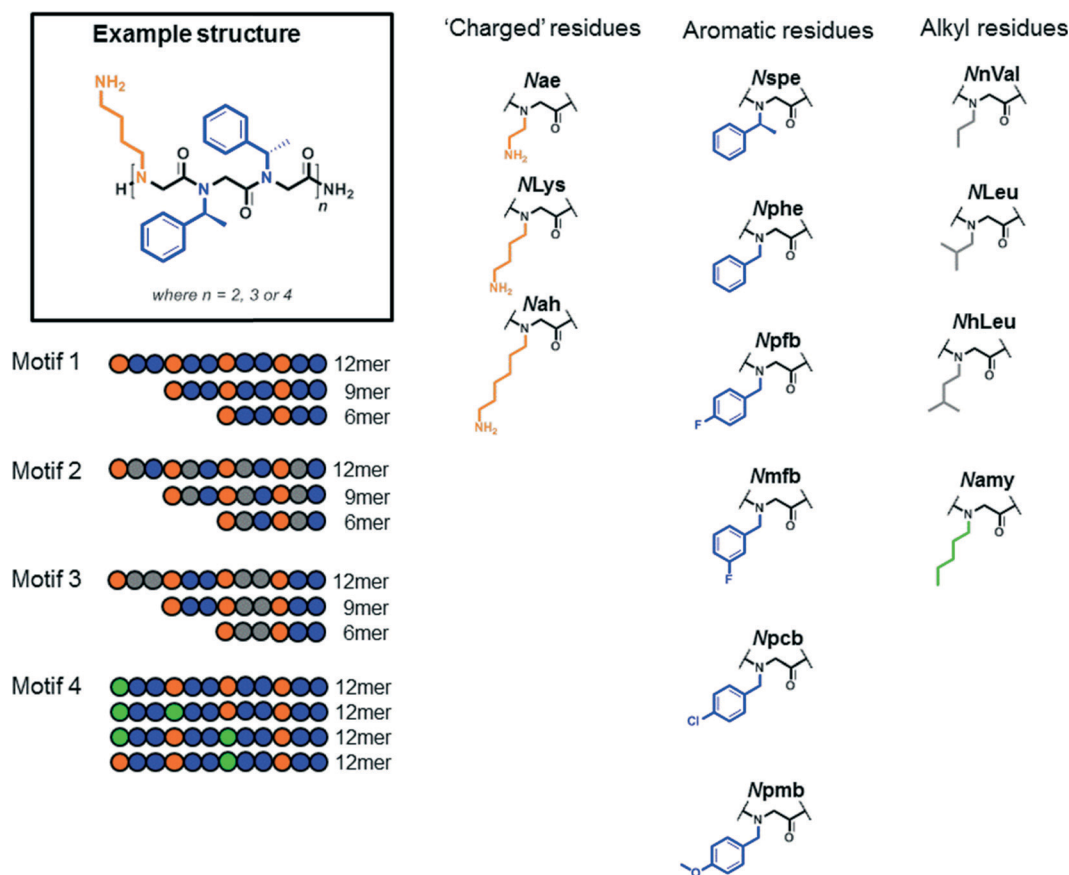 Example structure
NH2
O
O
H
N
N
N
NH2
O
n
where n = 2, 3 or 4
Motif 1
12mer
9mer
6mer
Motif 2
12mer
9mer
6mer
Motif 3
12mer
9mer
6mer
Motif 4
12mer
12mer
12mer
12mer
'Charged' residues
Nae
N
O
NH2
NLys
N
O
NH2
Nah
N
O
NH2
Aromatic residues
Nspe
N
O
Nphe
N
O
Npfb
N
O
F
Nmfb
N
O
F
Npcb
N
O
Cl
Npmb
N
O
O
Alkyl residues
NnVal
N
O
NLeu
N
O
NhLeu
N
O
Namy
N
O